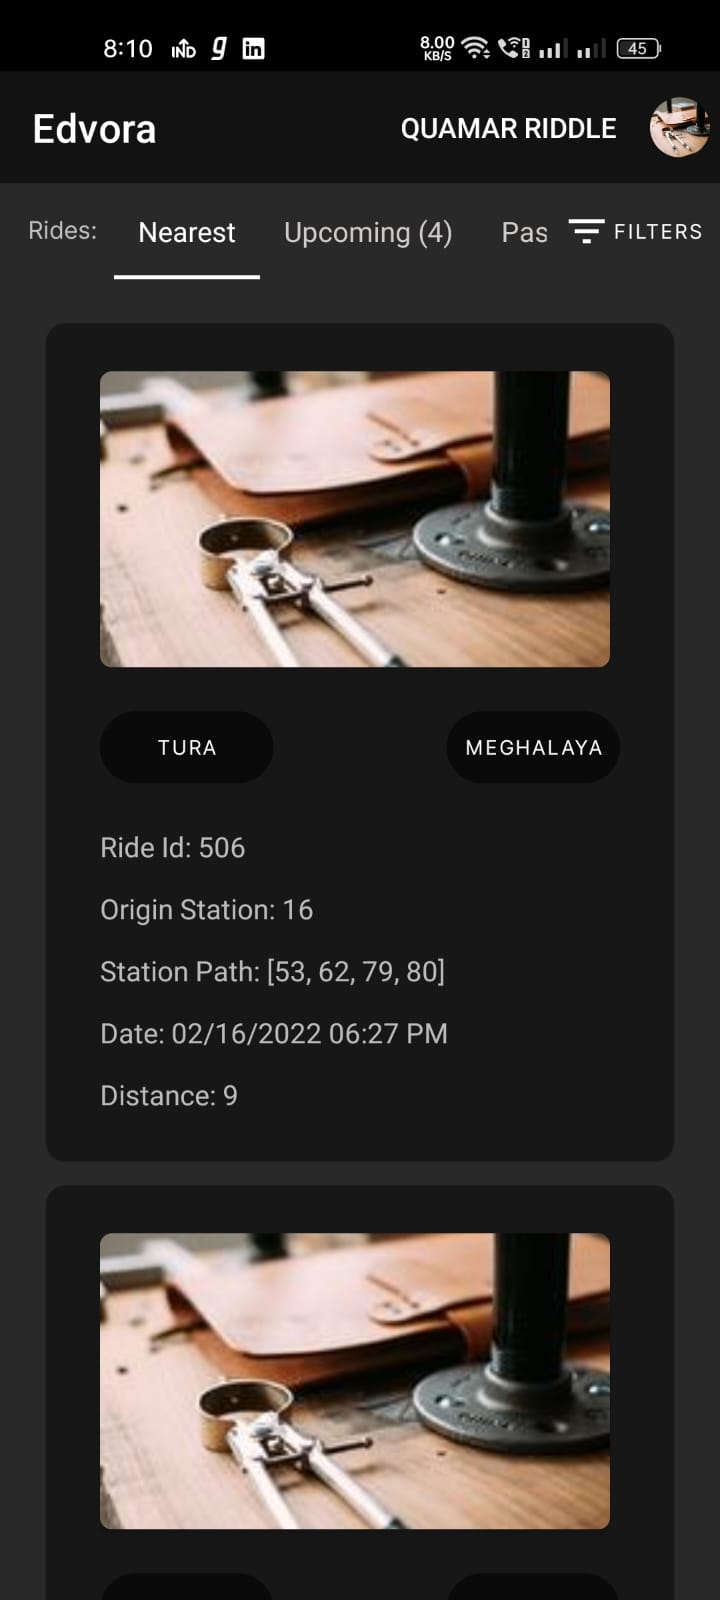 8:10 IND g in 8.00 KB/S 45
Edvora QUAMAR RIDDLE
Rides: Nearest Upcoming (4) Pas FILTERS
TURA MEGHALAYA
Ride Id: 506
Origin Station: 16
Station Path: [53, 62, 79, 80]
Date: 02/16/2022 06:27 PM
Distance: 9